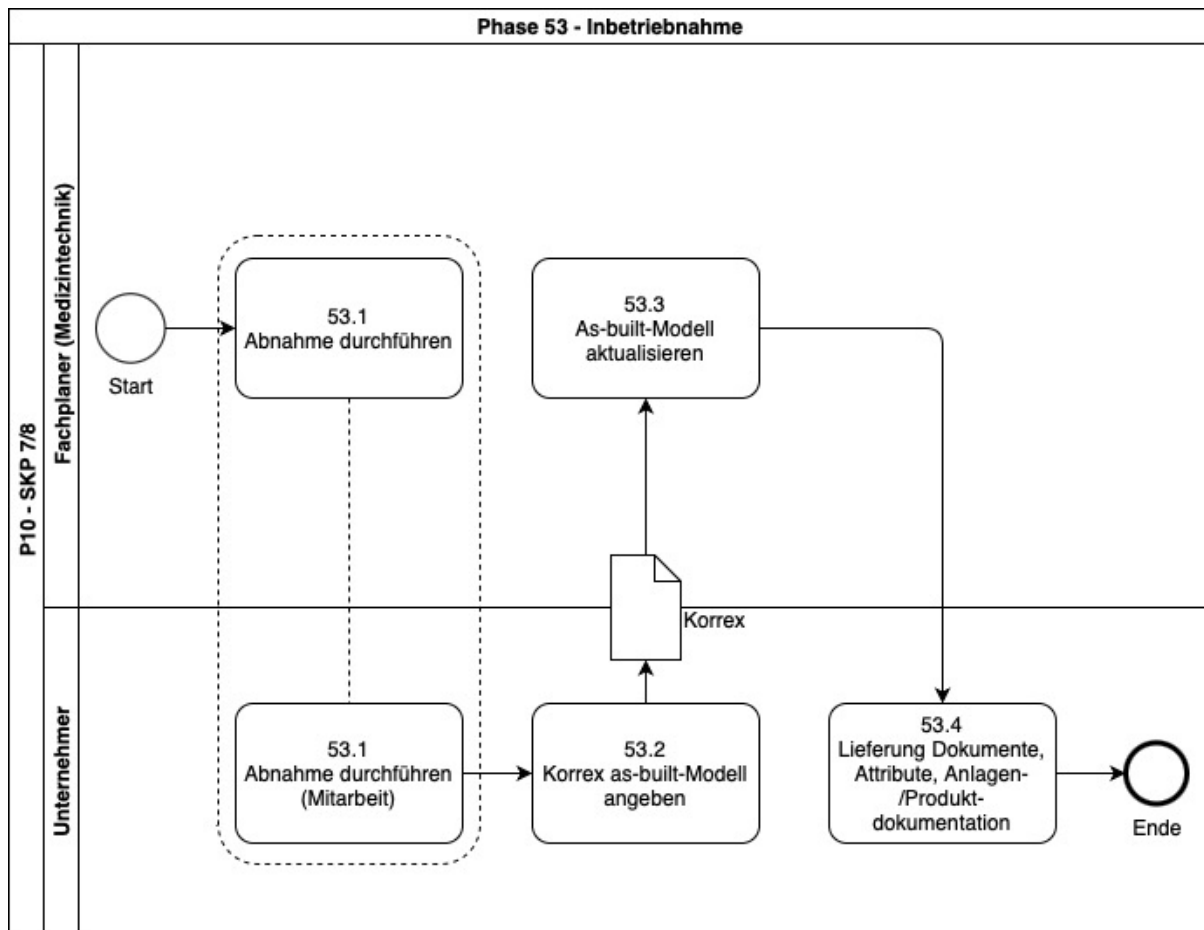 Phase 53 - Inbetriebnahme
P10 - SKP 7/8
Fachplaner (Medizintechnik)
Start
53.1
Abnahme durchführen
53.3
As-built-Modell
aktualisieren
Korrex
Unternehmer
53.1
Abnahme durchführen
(Mitarbeit)
53.2
Korrex as-built-Modell
angeben
53.4
Lieferung Dokumente,
Attribute, Anlagen-
/Produkt-
dokumentation
Ende